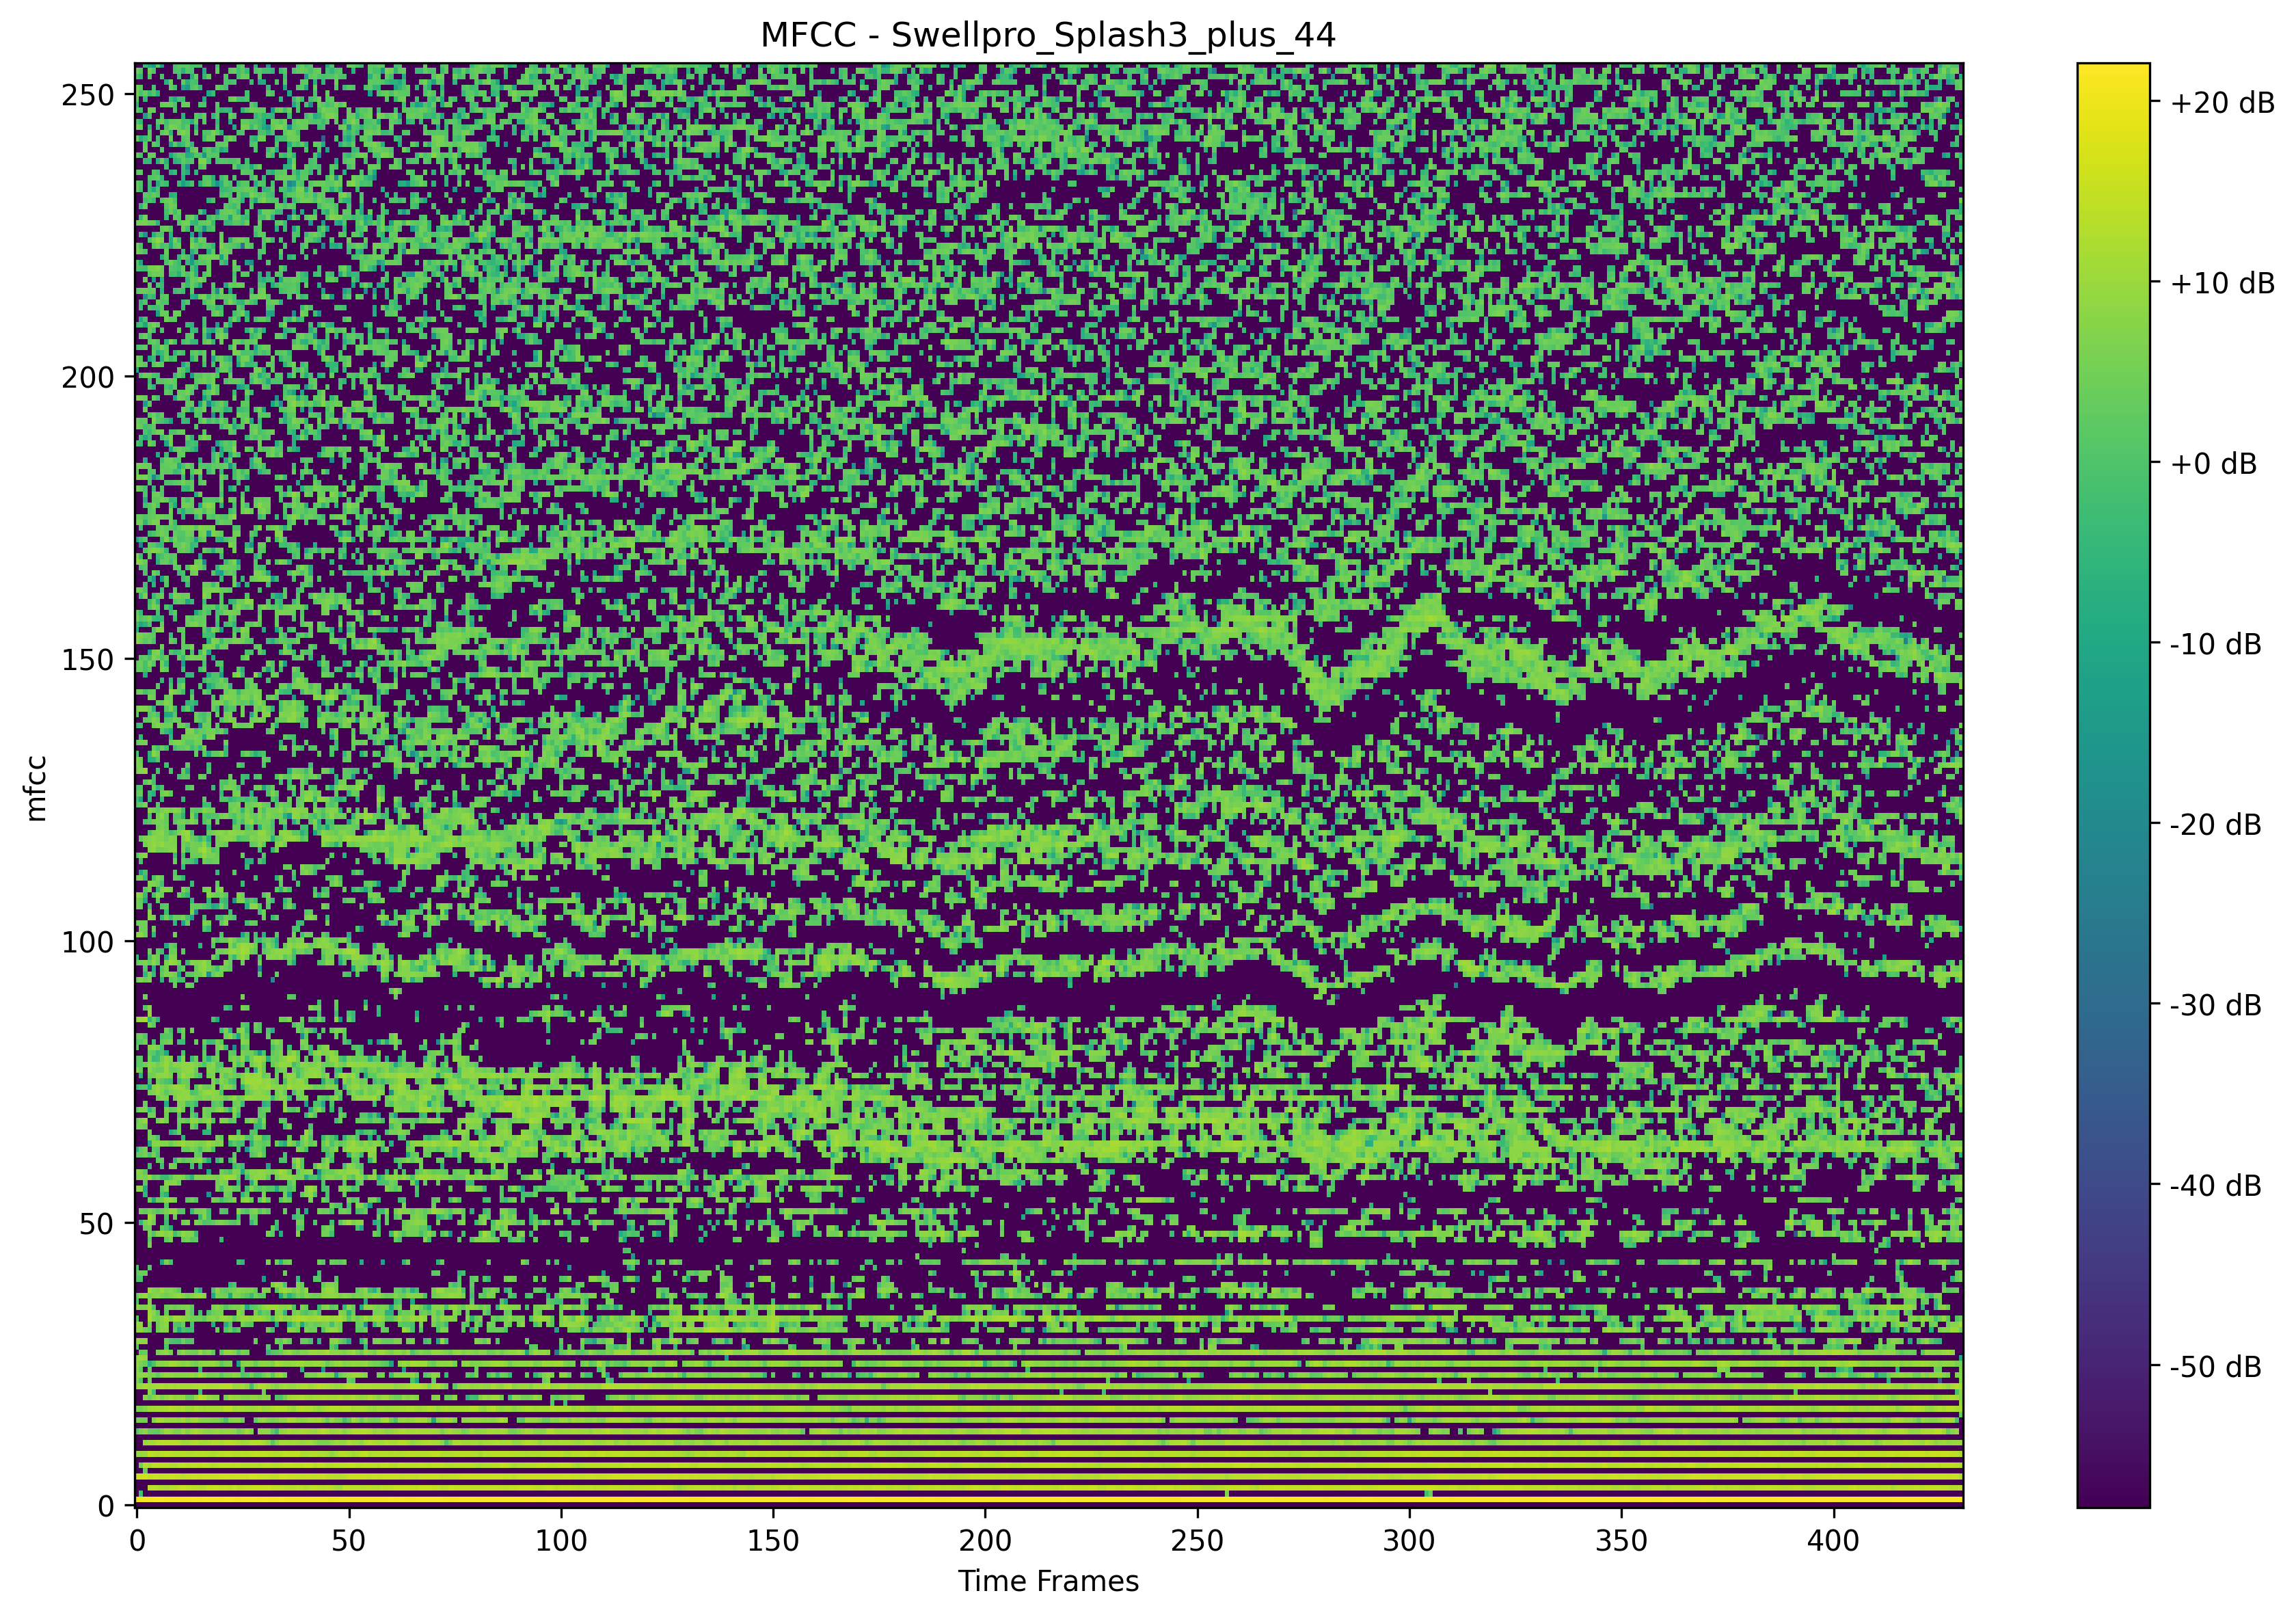 MFCC - Swellpro_Splash3_plus_44
250
200
150
100
50
0
mfcc
0 50 100 150 200 250 300 350 400
Time Frames
+20 dB
+10 dB
+0 dB
-10 dB
-20 dB
-30 dB
-40 dB
-50 dB